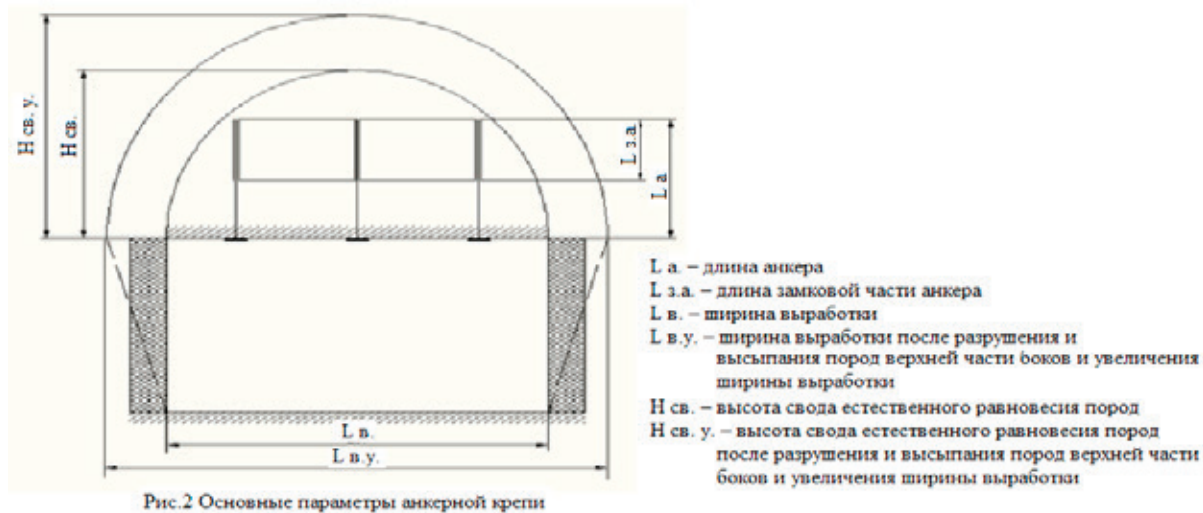 Н св. у.
Н св.
L з.а.
L а
L в.
L в.у.
L а. – длина анкера
L з.а. – длина замковой части анкера
L в. – ширина выработки
L в.у. – ширина выработки после разрушения и
высыпания пород верхней части боков и увеличения
ширины выработки
Н св. – высота свода естественного равновесия пород
Н св. у. – высота свода естественного равновесия пород
после разрушения и высыпания пород верхней части
боков и увеличения ширины выработки
Рис.2 Основные параметры анкерной крепи